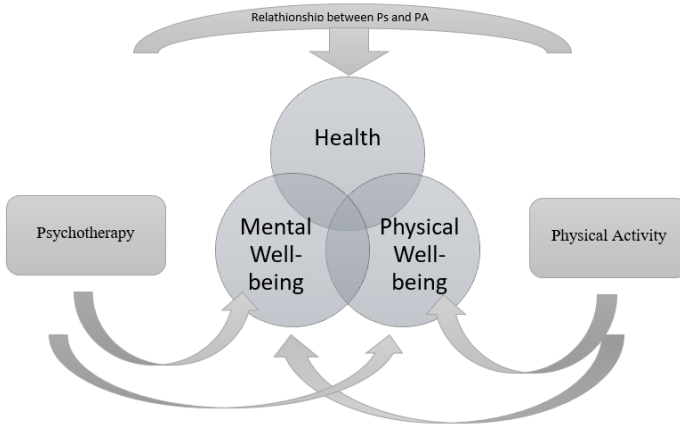 Relathionship between Ps and PA
Health
Psychotherapy
Mental
Well-
being
Physical
Well-
being
Physical Activity